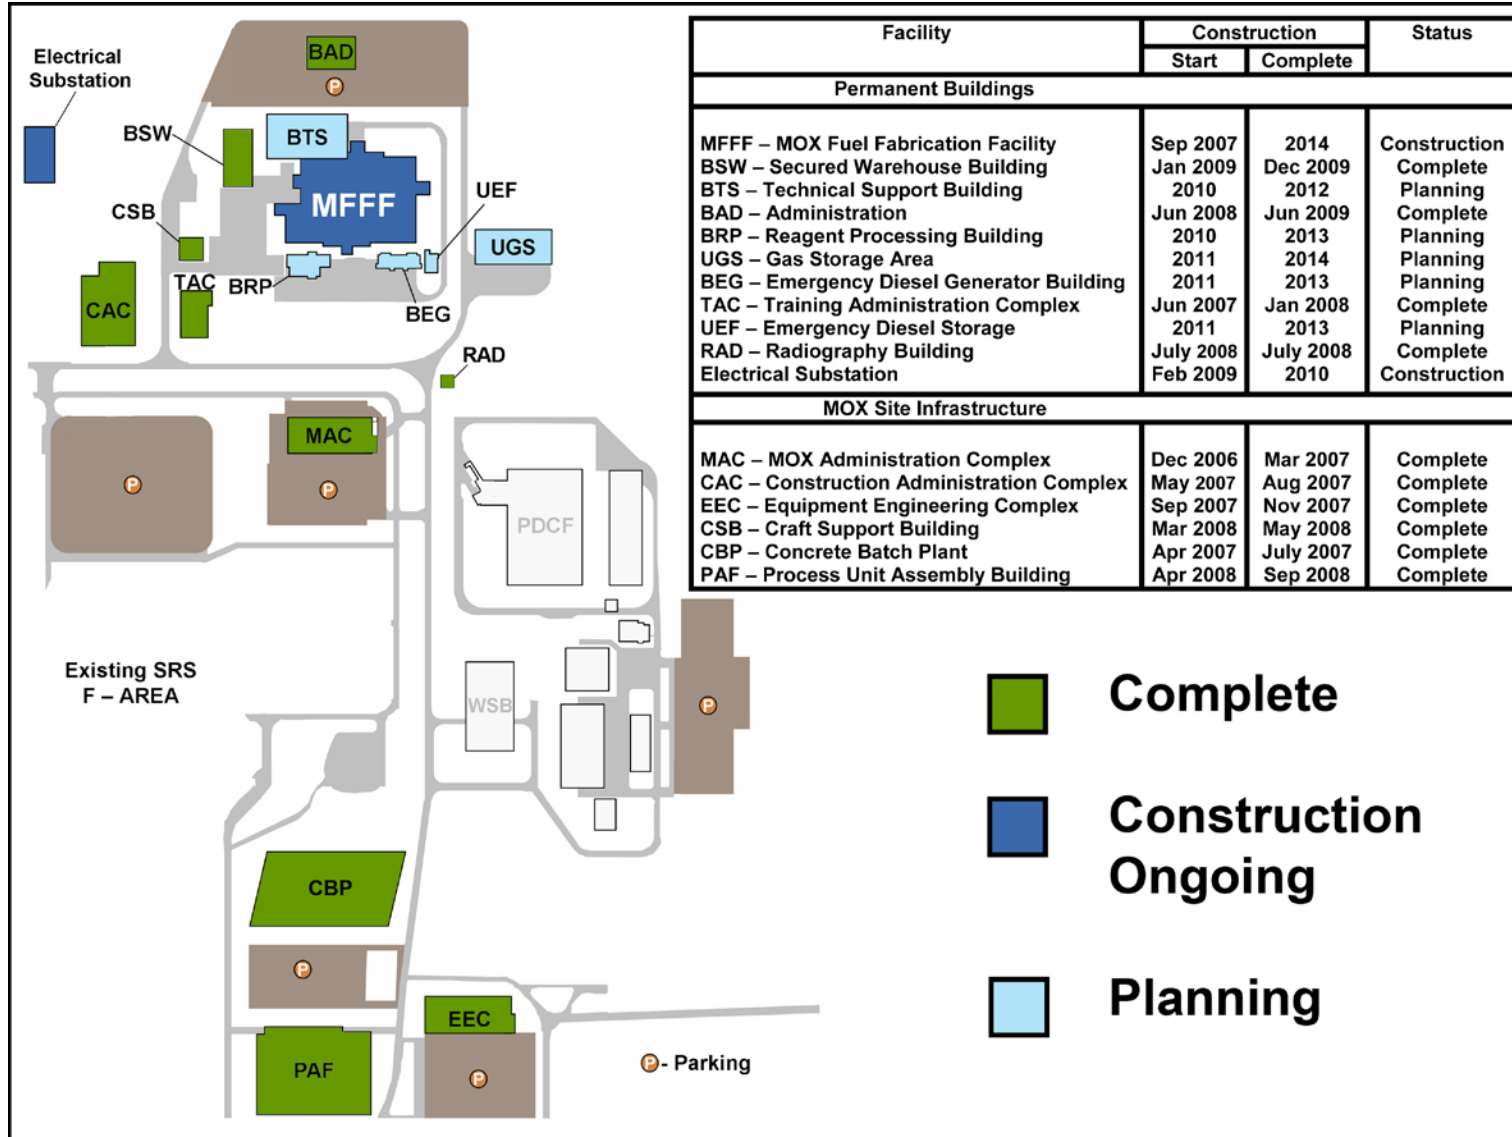 Electrical
Substation
BAD
P
BSW
BTS
MFFF
UEF
CSB
UGS
TAC
BRP
CAC
BEG
RAD
MAC
P
P
PDCF
Existing SRS
F – AREA
WSB
P
CBP
P
EEC
PAF
P
P - Parking
Facility Construction Status
Start Complete
Permanent Buildings
MFFF – MOX Fuel Fabrication Facility Sep 2007 2014 Construction
BSW – Secured Warehouse Building Jan 2009 Dec 2009 Complete
BTS – Technical Support Building 2010 2012 Planning
BAD – Administration Jun 2008 Jun 2009 Complete
BRP – Reagent Processing Building 2010 2013 Planning
UGS – Gas Storage Area 2011 2014 Planning
BEG – Emergency Diesel Generator Building 2011 2013 Planning
TAC – Training Administration Complex Jun 2007 Jan 2008 Complete
UEF – Emergency Diesel Storage 2011 2013 Planning
RAD – Radiography Building July 2008 July 2008 Complete
Electrical Substation Feb 2009 2010 Construction
MOX Site Infrastructure
MAC – MOX Administration Complex Dec 2006 Mar 2007 Complete
CAC – Construction Administration Complex May 2007 Aug 2007 Complete
EEC – Equipment Engineering Complex Sep 2007 Nov 2007 Complete
CSB – Craft Support Building Mar 2008 May 2008 Complete
CBP – Concrete Batch Plant Apr 2007 July 2007 Complete
PAF – Process Unit Assembly Building Apr 2008 Sep 2008 Complete
Complete
Construction
Ongoing
Planning